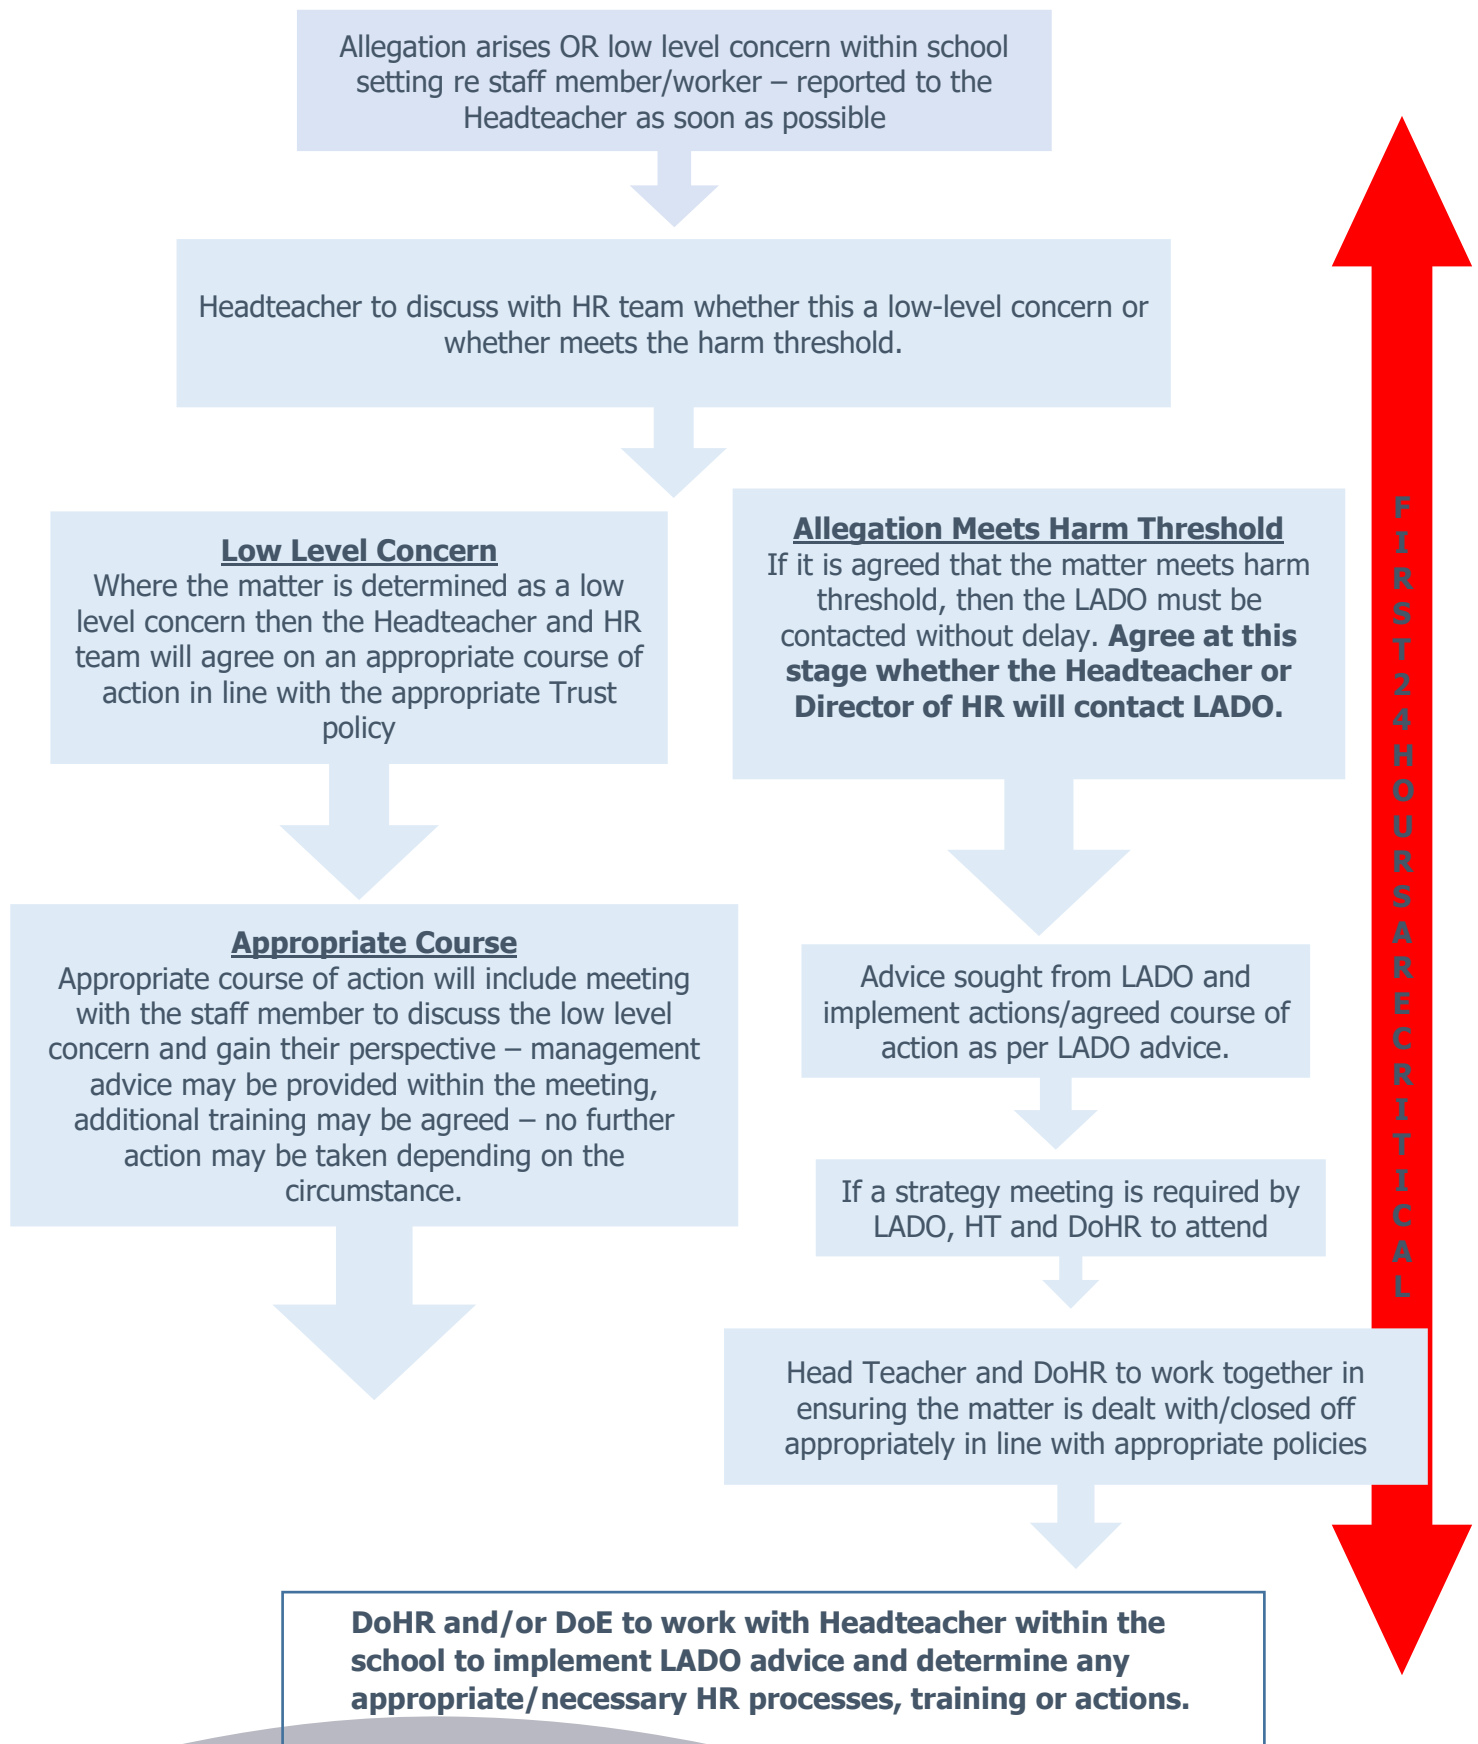 Allegation arises OR low level concern within school
setting re staff member/worker – reported to the
Headteacher as soon as possible
Headteacher to discuss with HR team whether this a low-level concern or
whether meets the harm threshold.
Low Level Concern
Where the matter is determined as a low
level concern then the Headteacher and HR
team will agree on an appropriate course of
action in line with the appropriate Trust
policy
Allegation Meets Harm Threshold
If it is agreed that the matter meets harm
threshold, then the LADO must be
contacted without delay. Agree at this
stage whether the Headteacher or
Director of HR will contact LADO.
Appropriate Course
Appropriate course of action will include meeting
with the staff member to discuss the low level
concern and gain their perspective – management
advice may be provided within the meeting,
additional training may be agreed – no further
action may be taken depending on the
circumstance.
Advice sought from LADO and
implement actions/agreed course of
action as per LADO advice.
If a strategy meeting is required by
LADO, HT and DoHR to attend
Head Teacher and DoHR to work together in
ensuring the matter is dealt with/closed off
appropriately in line with appropriate policies
DoHR and/or DoE to work with Headteacher within the
school to implement LADO advice and determine any
appropriate/necessary HR processes, training or actions.
FIRST24HOURSARECRITICAL